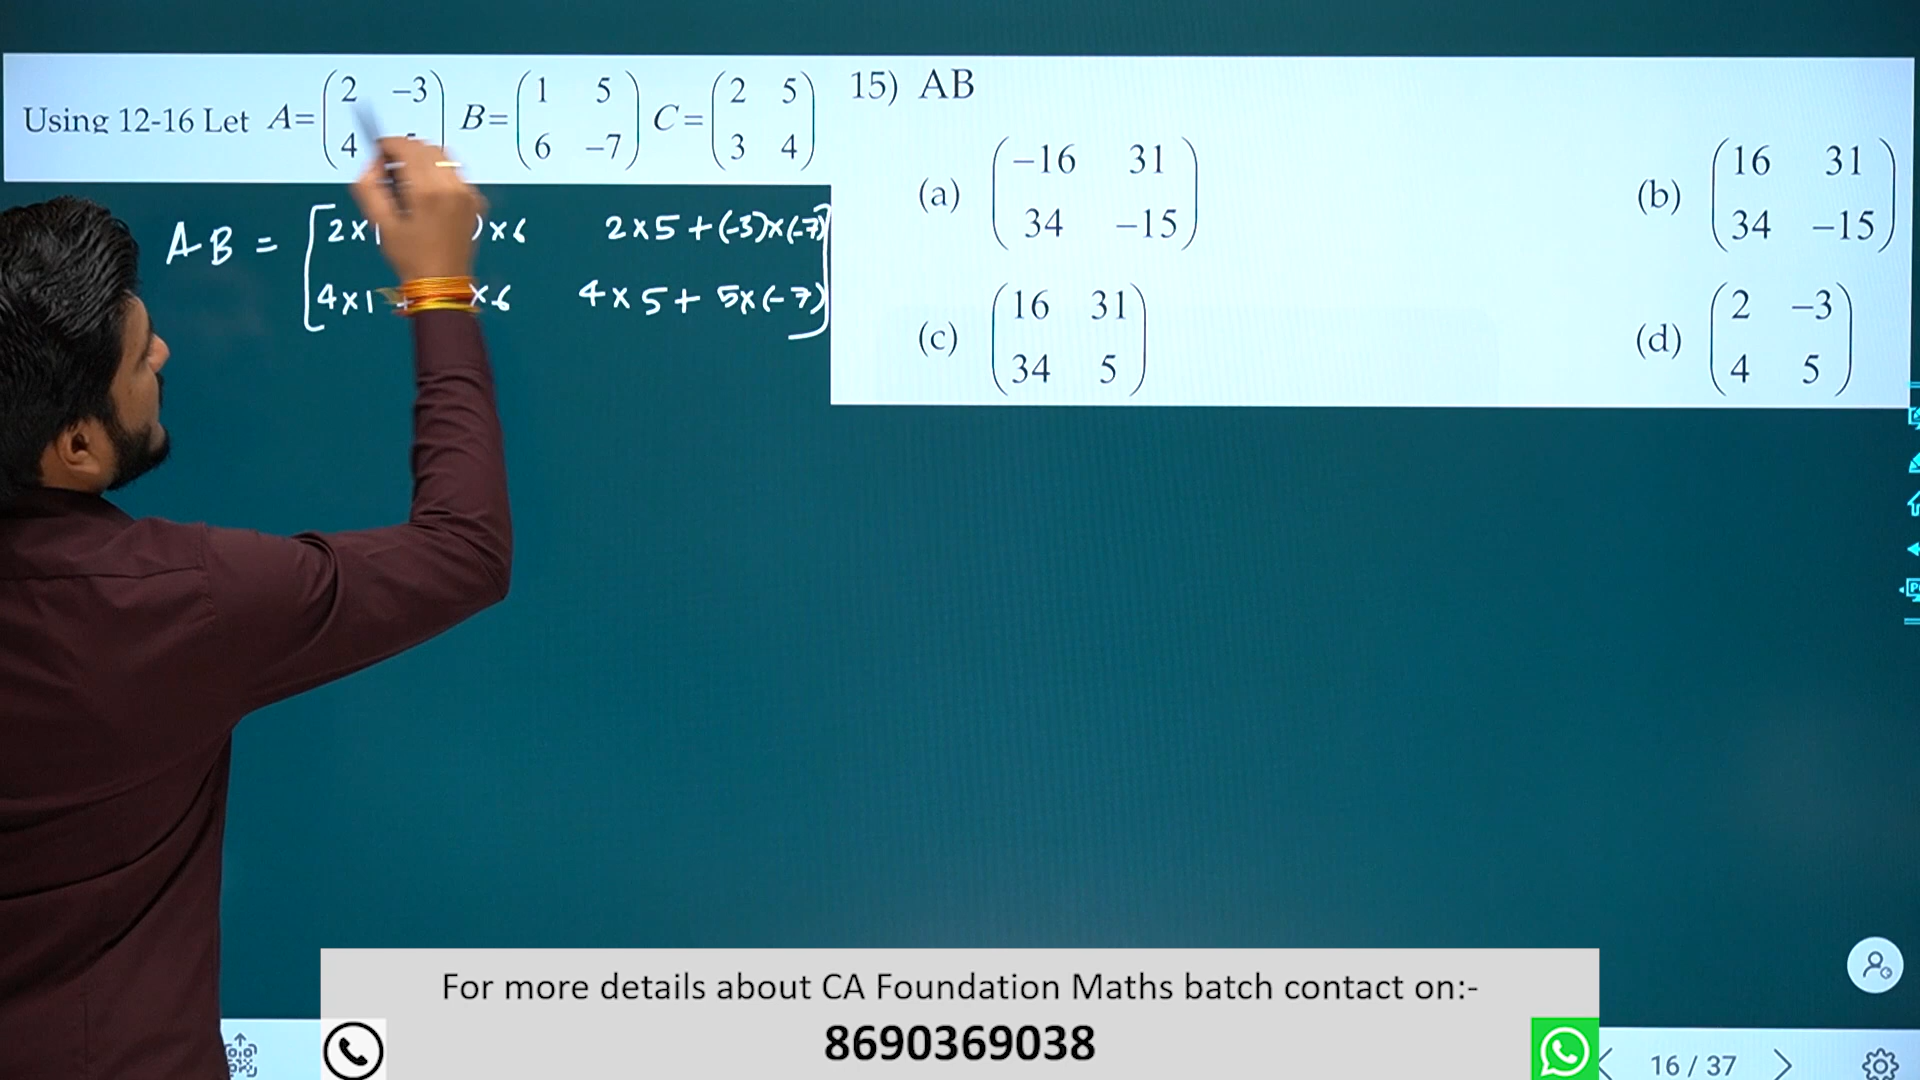 Using 12-16 Let A= (2 -3 4) B= (1 5 6 -7) C= (2 5 3 4)
15) AB
(a) (-16 31 34 -15)
(b) (16 31 34 -15)
(c) (16 31 34 5)
(d) (2 -3 4 5)
AB = [2×1 )×6 2×5+(-3)×(-7)
4×1 + ×6 4×5+ 5×(-7)]
For more details about CA Foundation Maths batch contact on:-
8690369038
16 / 37